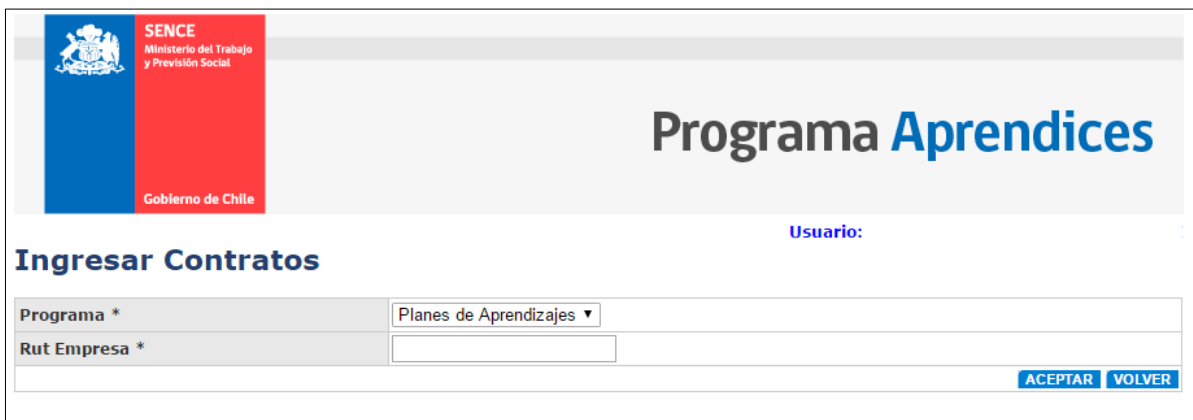 SENCE
Ministerio del Trabajo
y Previsión Social
Gobierno de Chile
Programa Aprendices
Usuario:
Ingresar Contratos
Programa * Planes de Aprendizajes
Rut Empresa *
ACEPTAR VOLVER